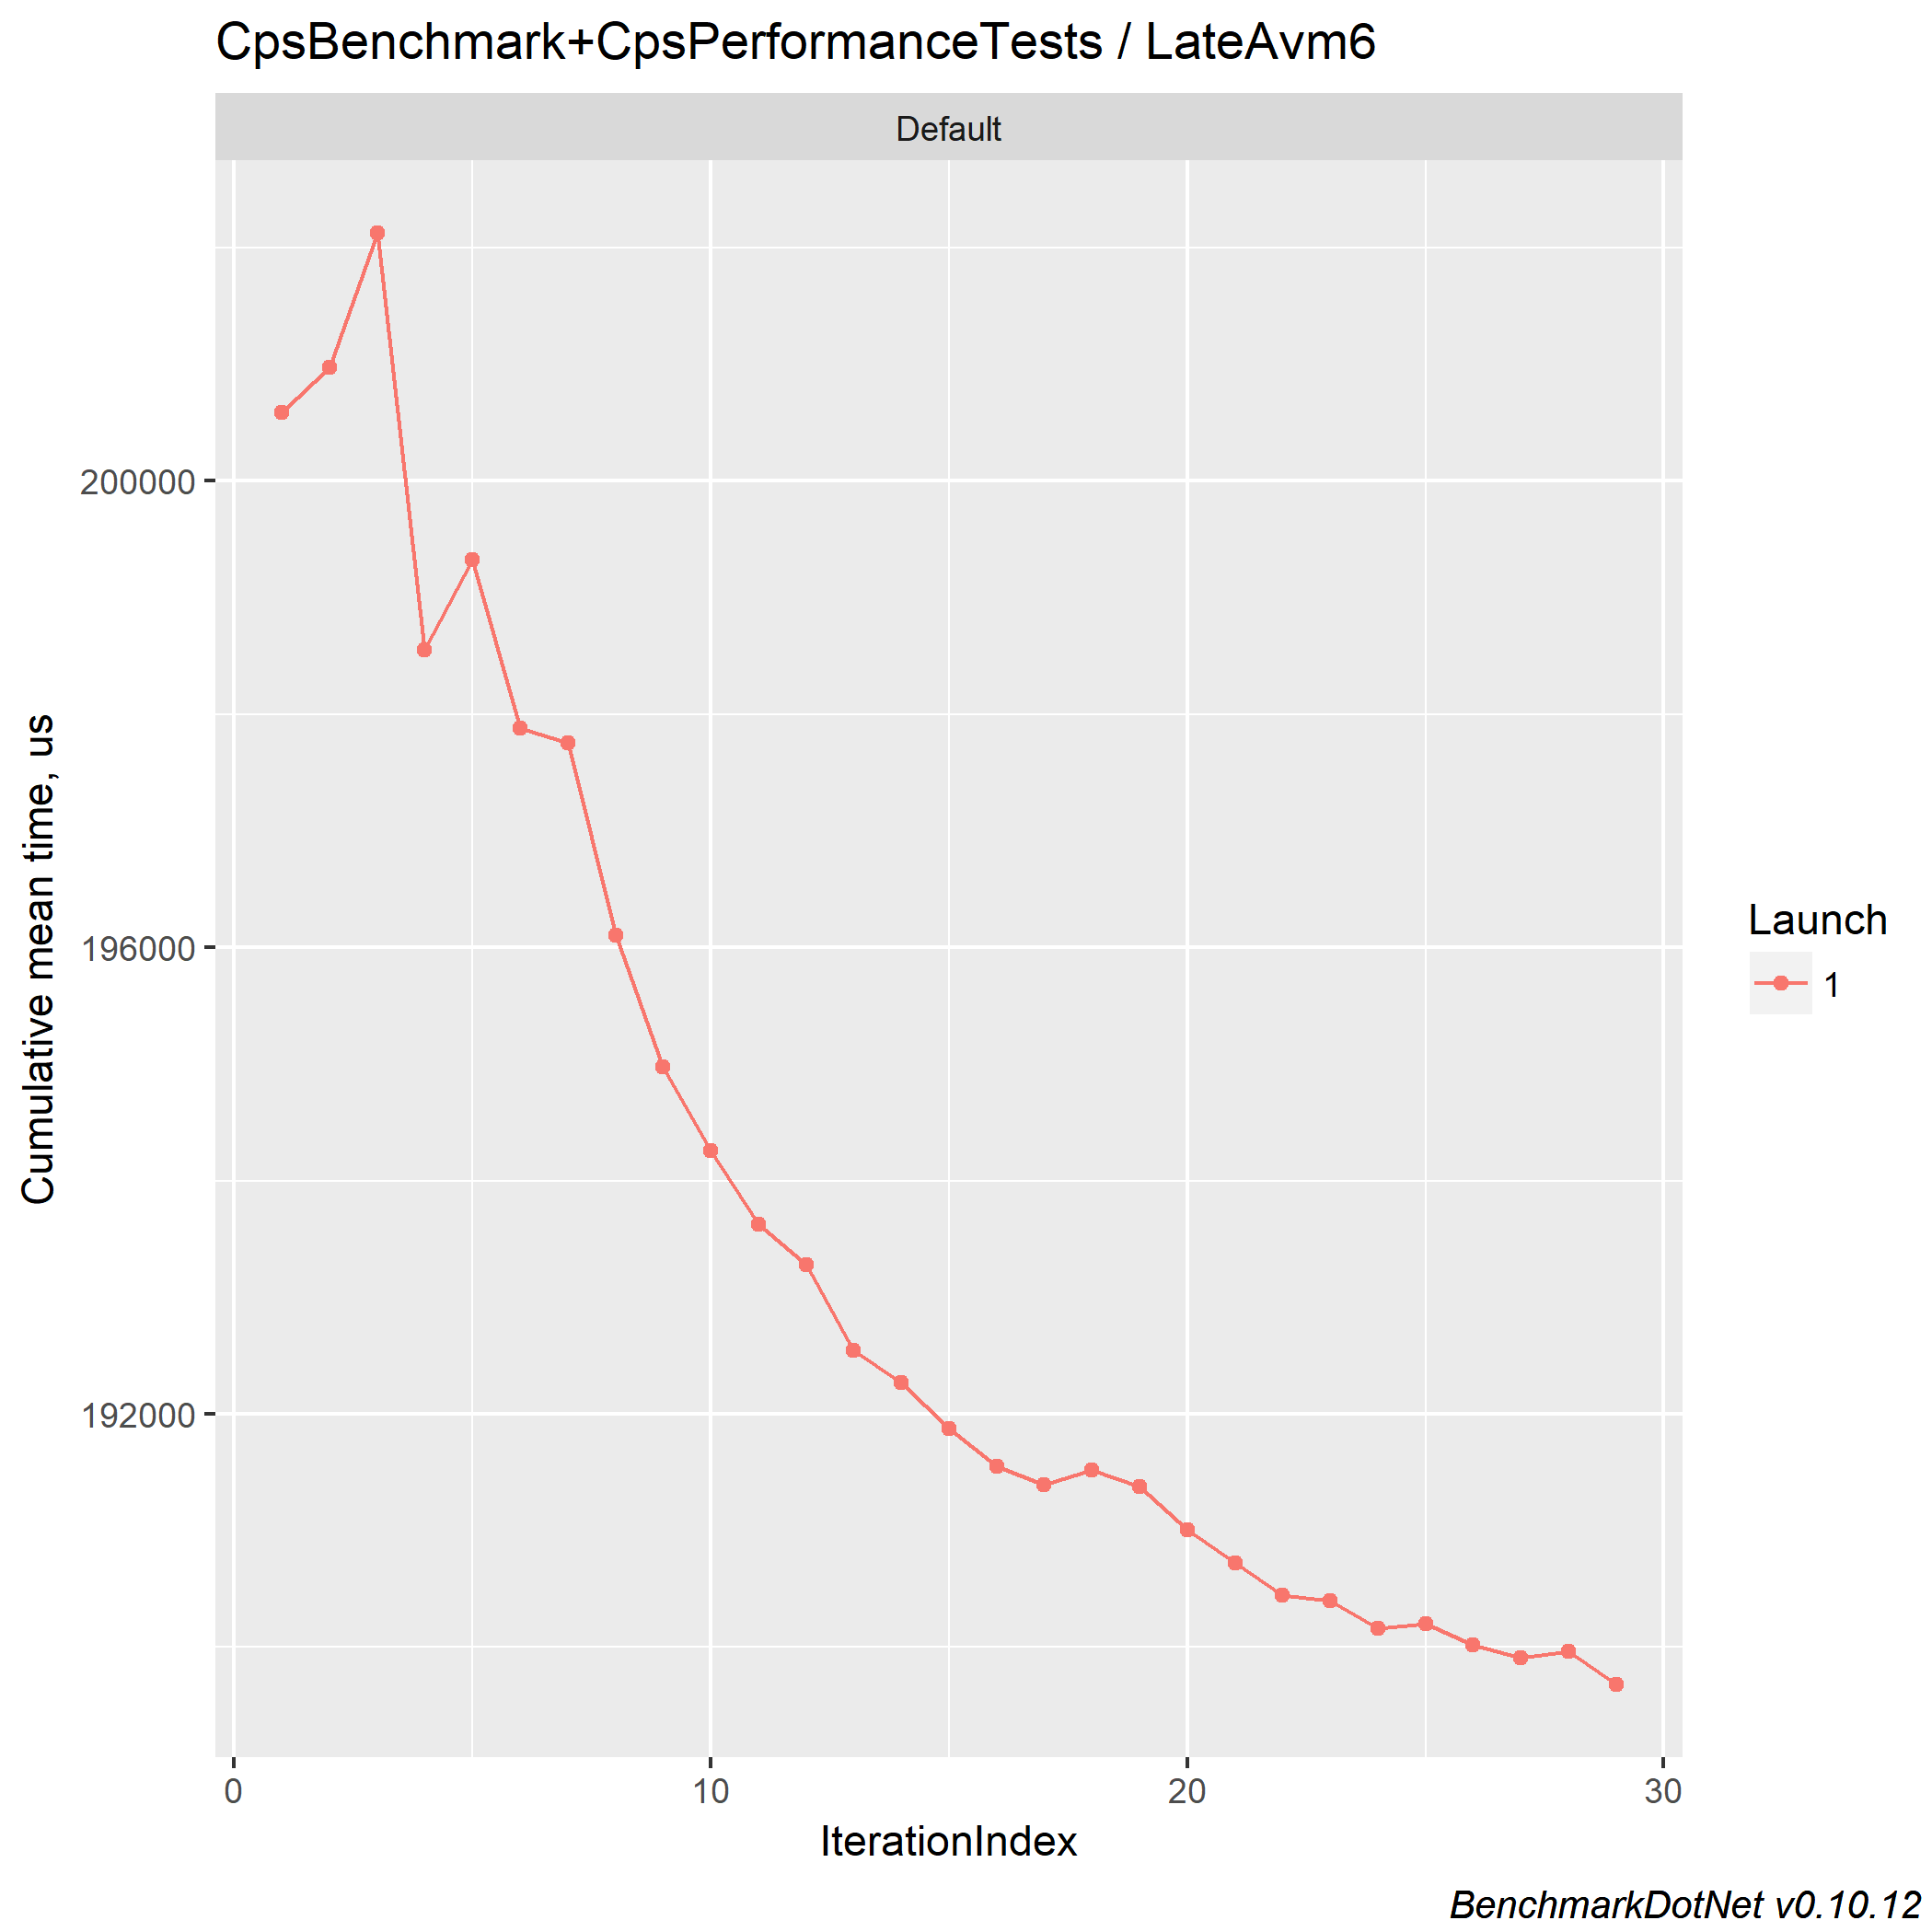 CpsBenchmark+CpsPerformanceTests / LateAvm6
Default
200000
196000
192000
Cumulative mean time, us
0 10 20 30
IterationIndex
Launch
1
BenchmarkDotNet v0.10.12